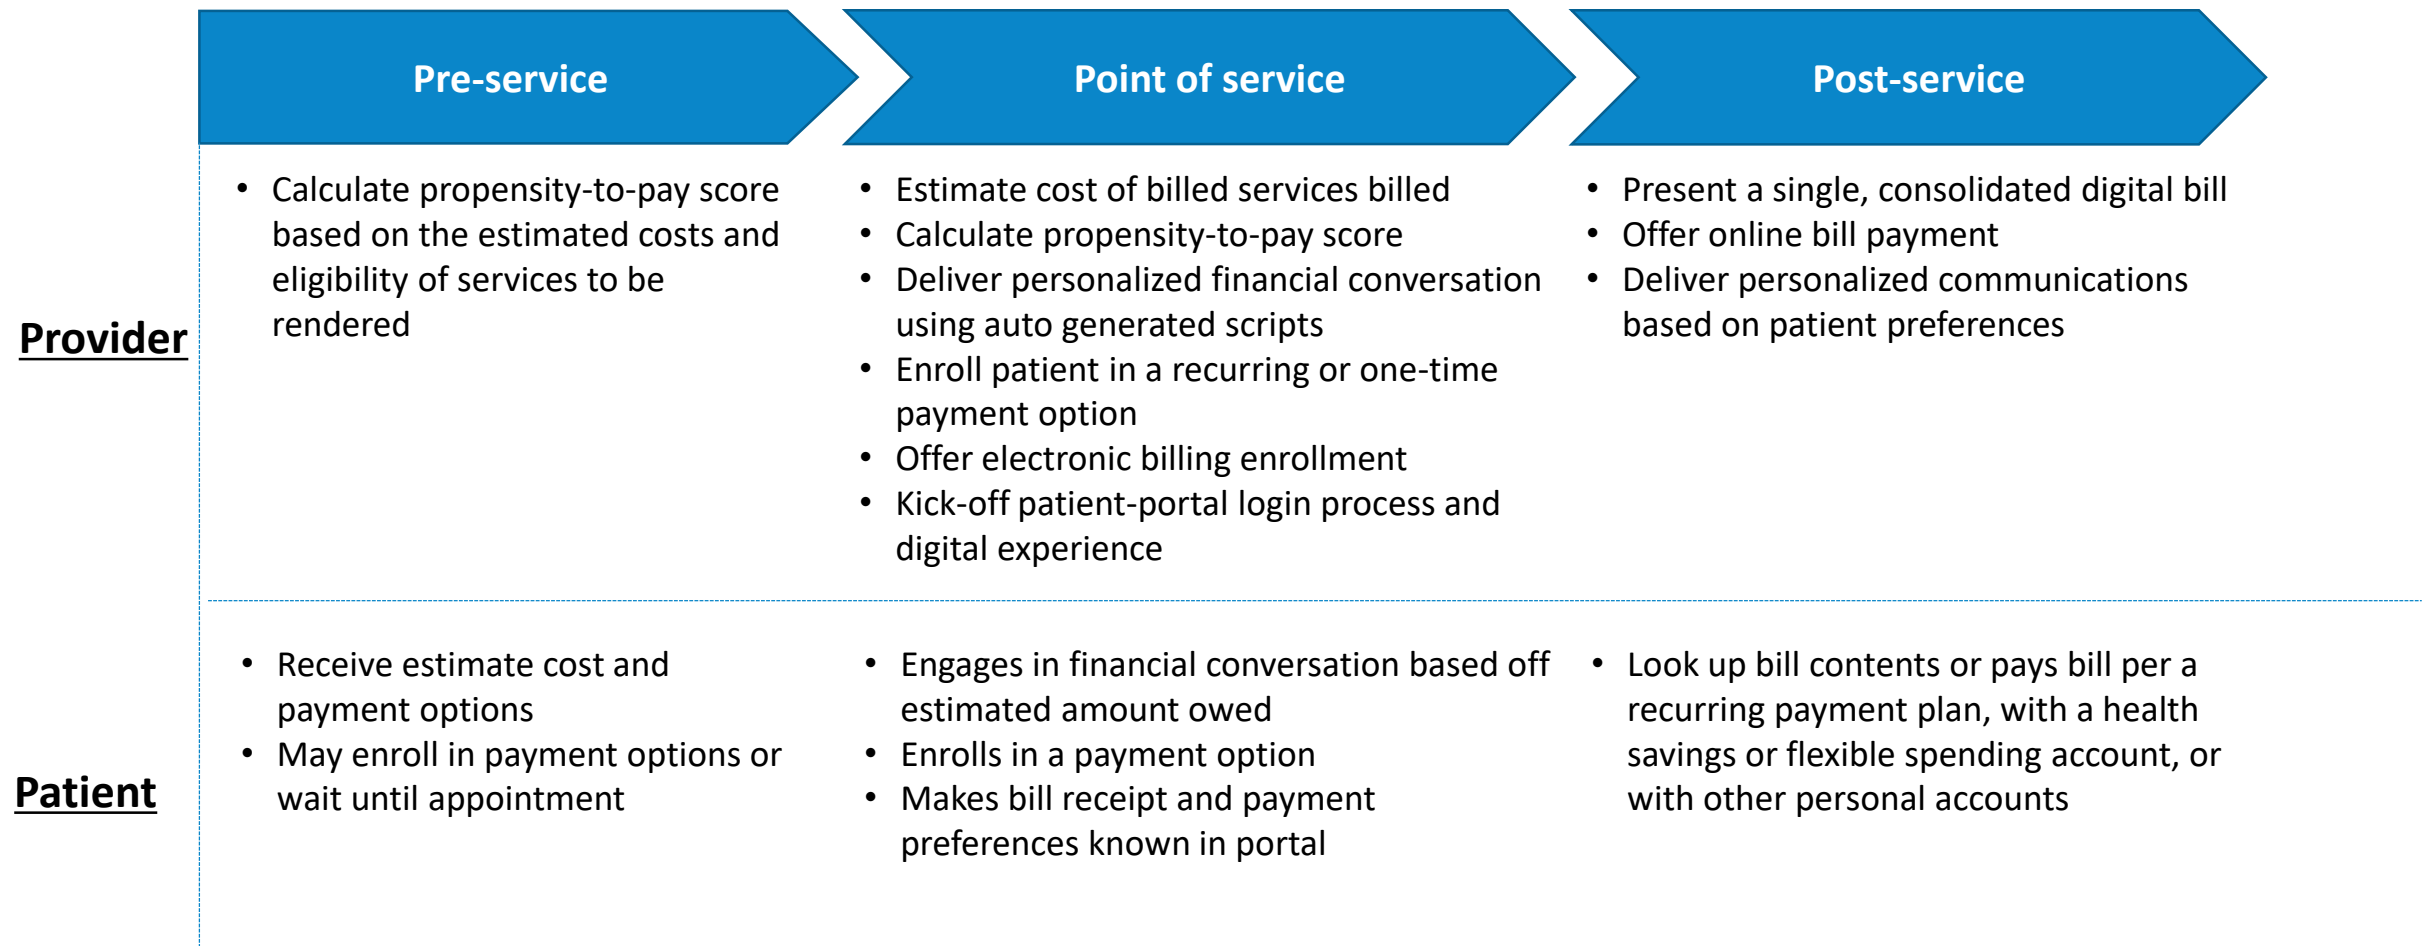 Pre-service
Point of service
Post-service
Provider
• Calculate propensity-to-pay score
based on the estimated costs and
eligibility of services to be
rendered
• Estimate cost of billed services billed
• Calculate propensity-to-pay score
• Deliver personalized financial conversation
using auto generated scripts
• Enroll patient in a recurring or one-time
payment option
• Offer electronic billing enrollment
• Kick-off patient-portal login process and
digital experience
• Present a single, consolidated digital bill
• Offer online bill payment
• Deliver personalized communications
based on patient preferences
Patient
• Receive estimate cost and
payment options
• May enroll in payment options or
wait until appointment
• Engages in financial conversation based off
estimated amount owed
• Enrolls in a payment option
• Makes bill receipt and payment
preferences known in portal
• Look up bill contents or pays bill per a
recurring payment plan, with a health
savings or flexible spending account, or
with other personal accounts